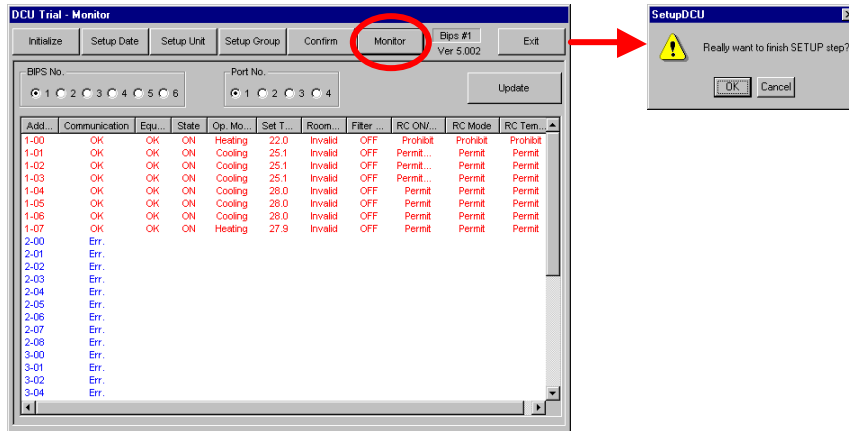 DCU Trial - Monitor
Initialize Setup Date Setup Unit Setup Group Confirm Monitor Bips #1 Ver 5.002 Exit
BIPS No. Port No.
1 2 3 4 5 6 1 2 3 4 Update
Add... Communication Equ... State Op. Mo... Set T... Room... Filter ... RC ON/... RC Mode RC Tem...
1-00 OK OK ON Heating 22.0 Invalid OFF Prohibit Prohibit Prohibit
1-01 OK OK ON Cooling 25.1 Invalid OFF Permit... Permit Permit
1-02 OK OK ON Cooling 25.1 Invalid OFF Permit... Permit Permit
1-03 OK OK ON Cooling 25.1 Invalid OFF Permit... Permit Permit
1-04 OK OK ON Cooling 28.0 Invalid OFF Permit Permit Permit
1-05 OK OK ON Cooling 28.0 Invalid OFF Permit Permit Permit
1-06 OK OK ON Cooling 28.0 Invalid OFF Permit Permit Permit
1-07 OK OK ON Heating 27.9 Invalid OFF Permit Permit Permit
2-00 Err.
2-01 Err.
2-02 Err.
2-03 Err.
2-04 Err.
2-05 Err.
2-06 Err.
2-07 Err.
2-08 Err.
3-00 Err.
3-01 Err.
3-02 Err.
3-04 Err.
SetupDCU
Really want to finish SETUP step?
OK Cancel